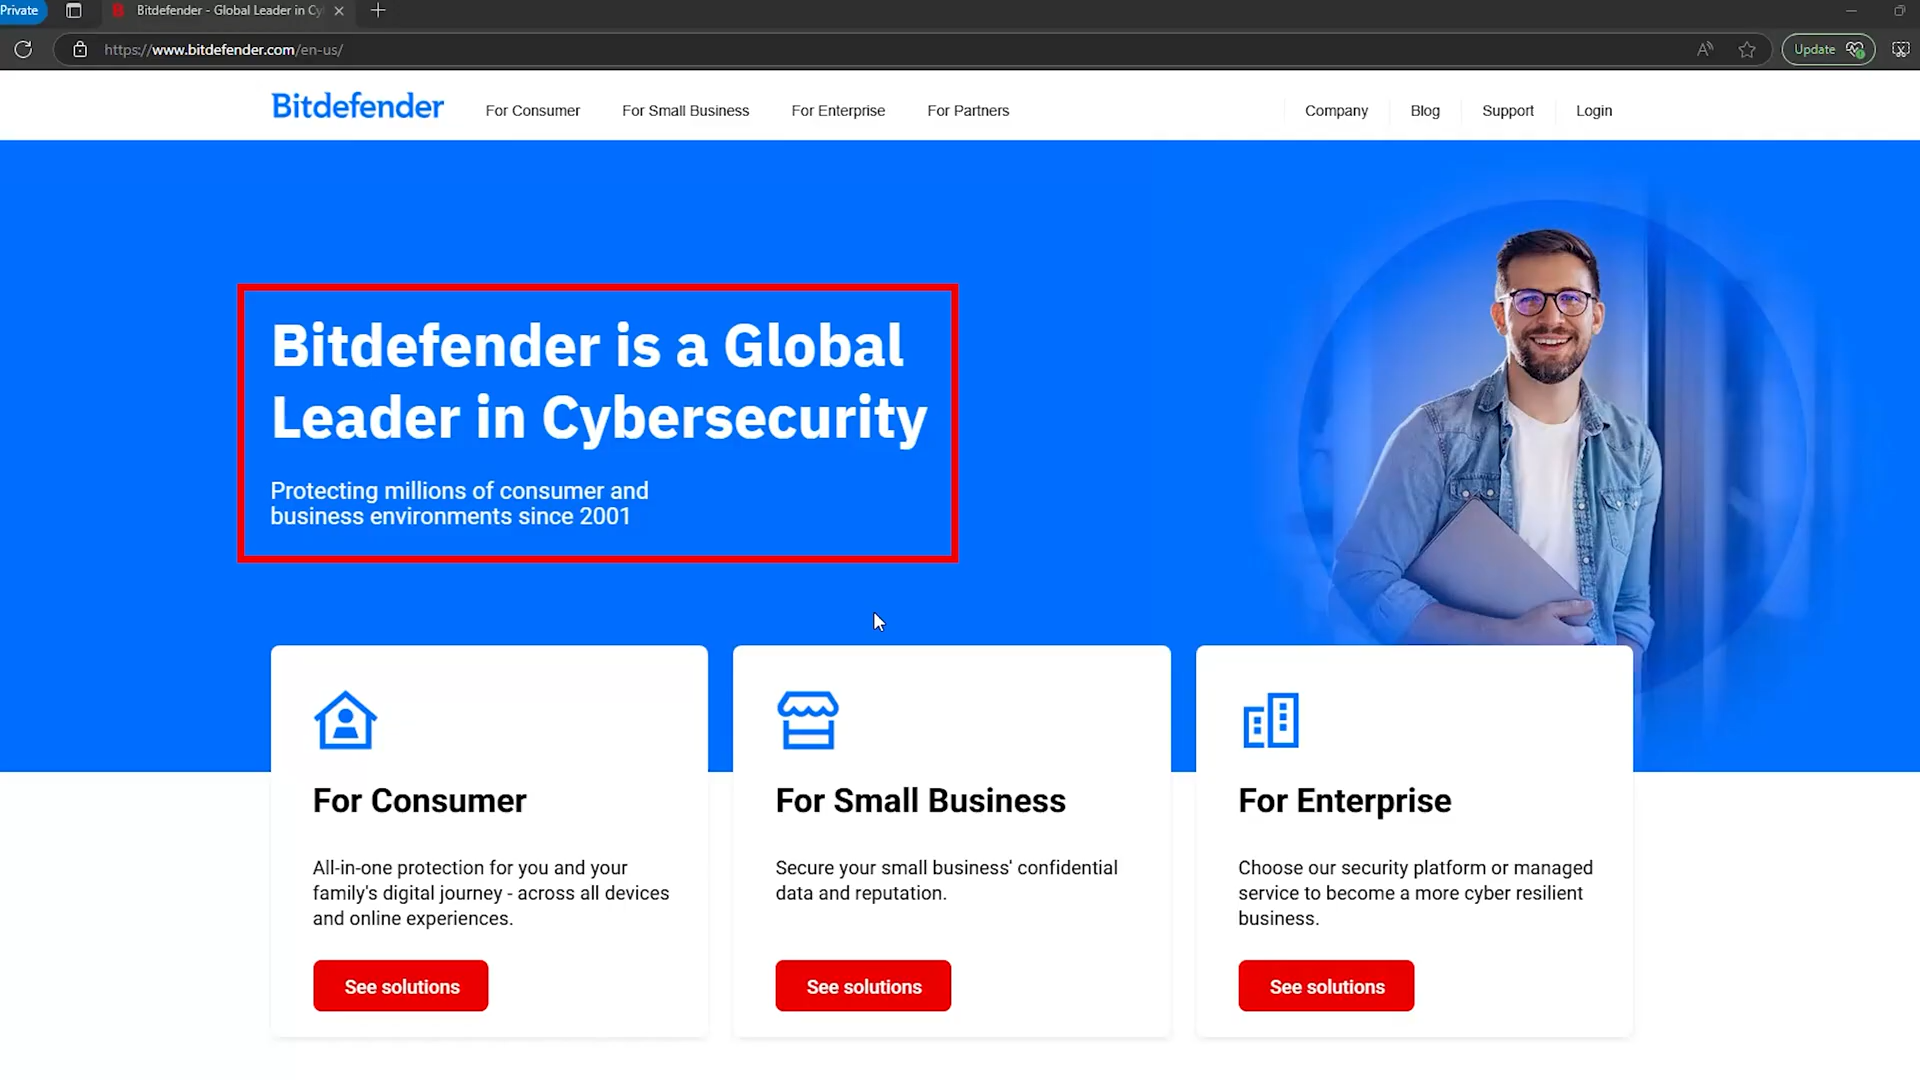 Private
Bitdefender - Global Leader in Cy
https://www.bitdefender.com/en-us/
Update
Bitdefender
For Consumer
For Small Business
For Enterprise
For Partners
Company
Blog
Support
Login
Bitdefender is a Global
Leader in Cybersecurity
Protecting millions of consumer and
business environments since 2001
For Consumer
All-in-one protection for you and your
family's digital journey - across all devices
and online experiences.
See solutions
For Small Business
Secure your small business' confidential
data and reputation.
See solutions
For Enterprise
Choose our security platform or managed
service to become a more cyber resilient
business.
See solutions